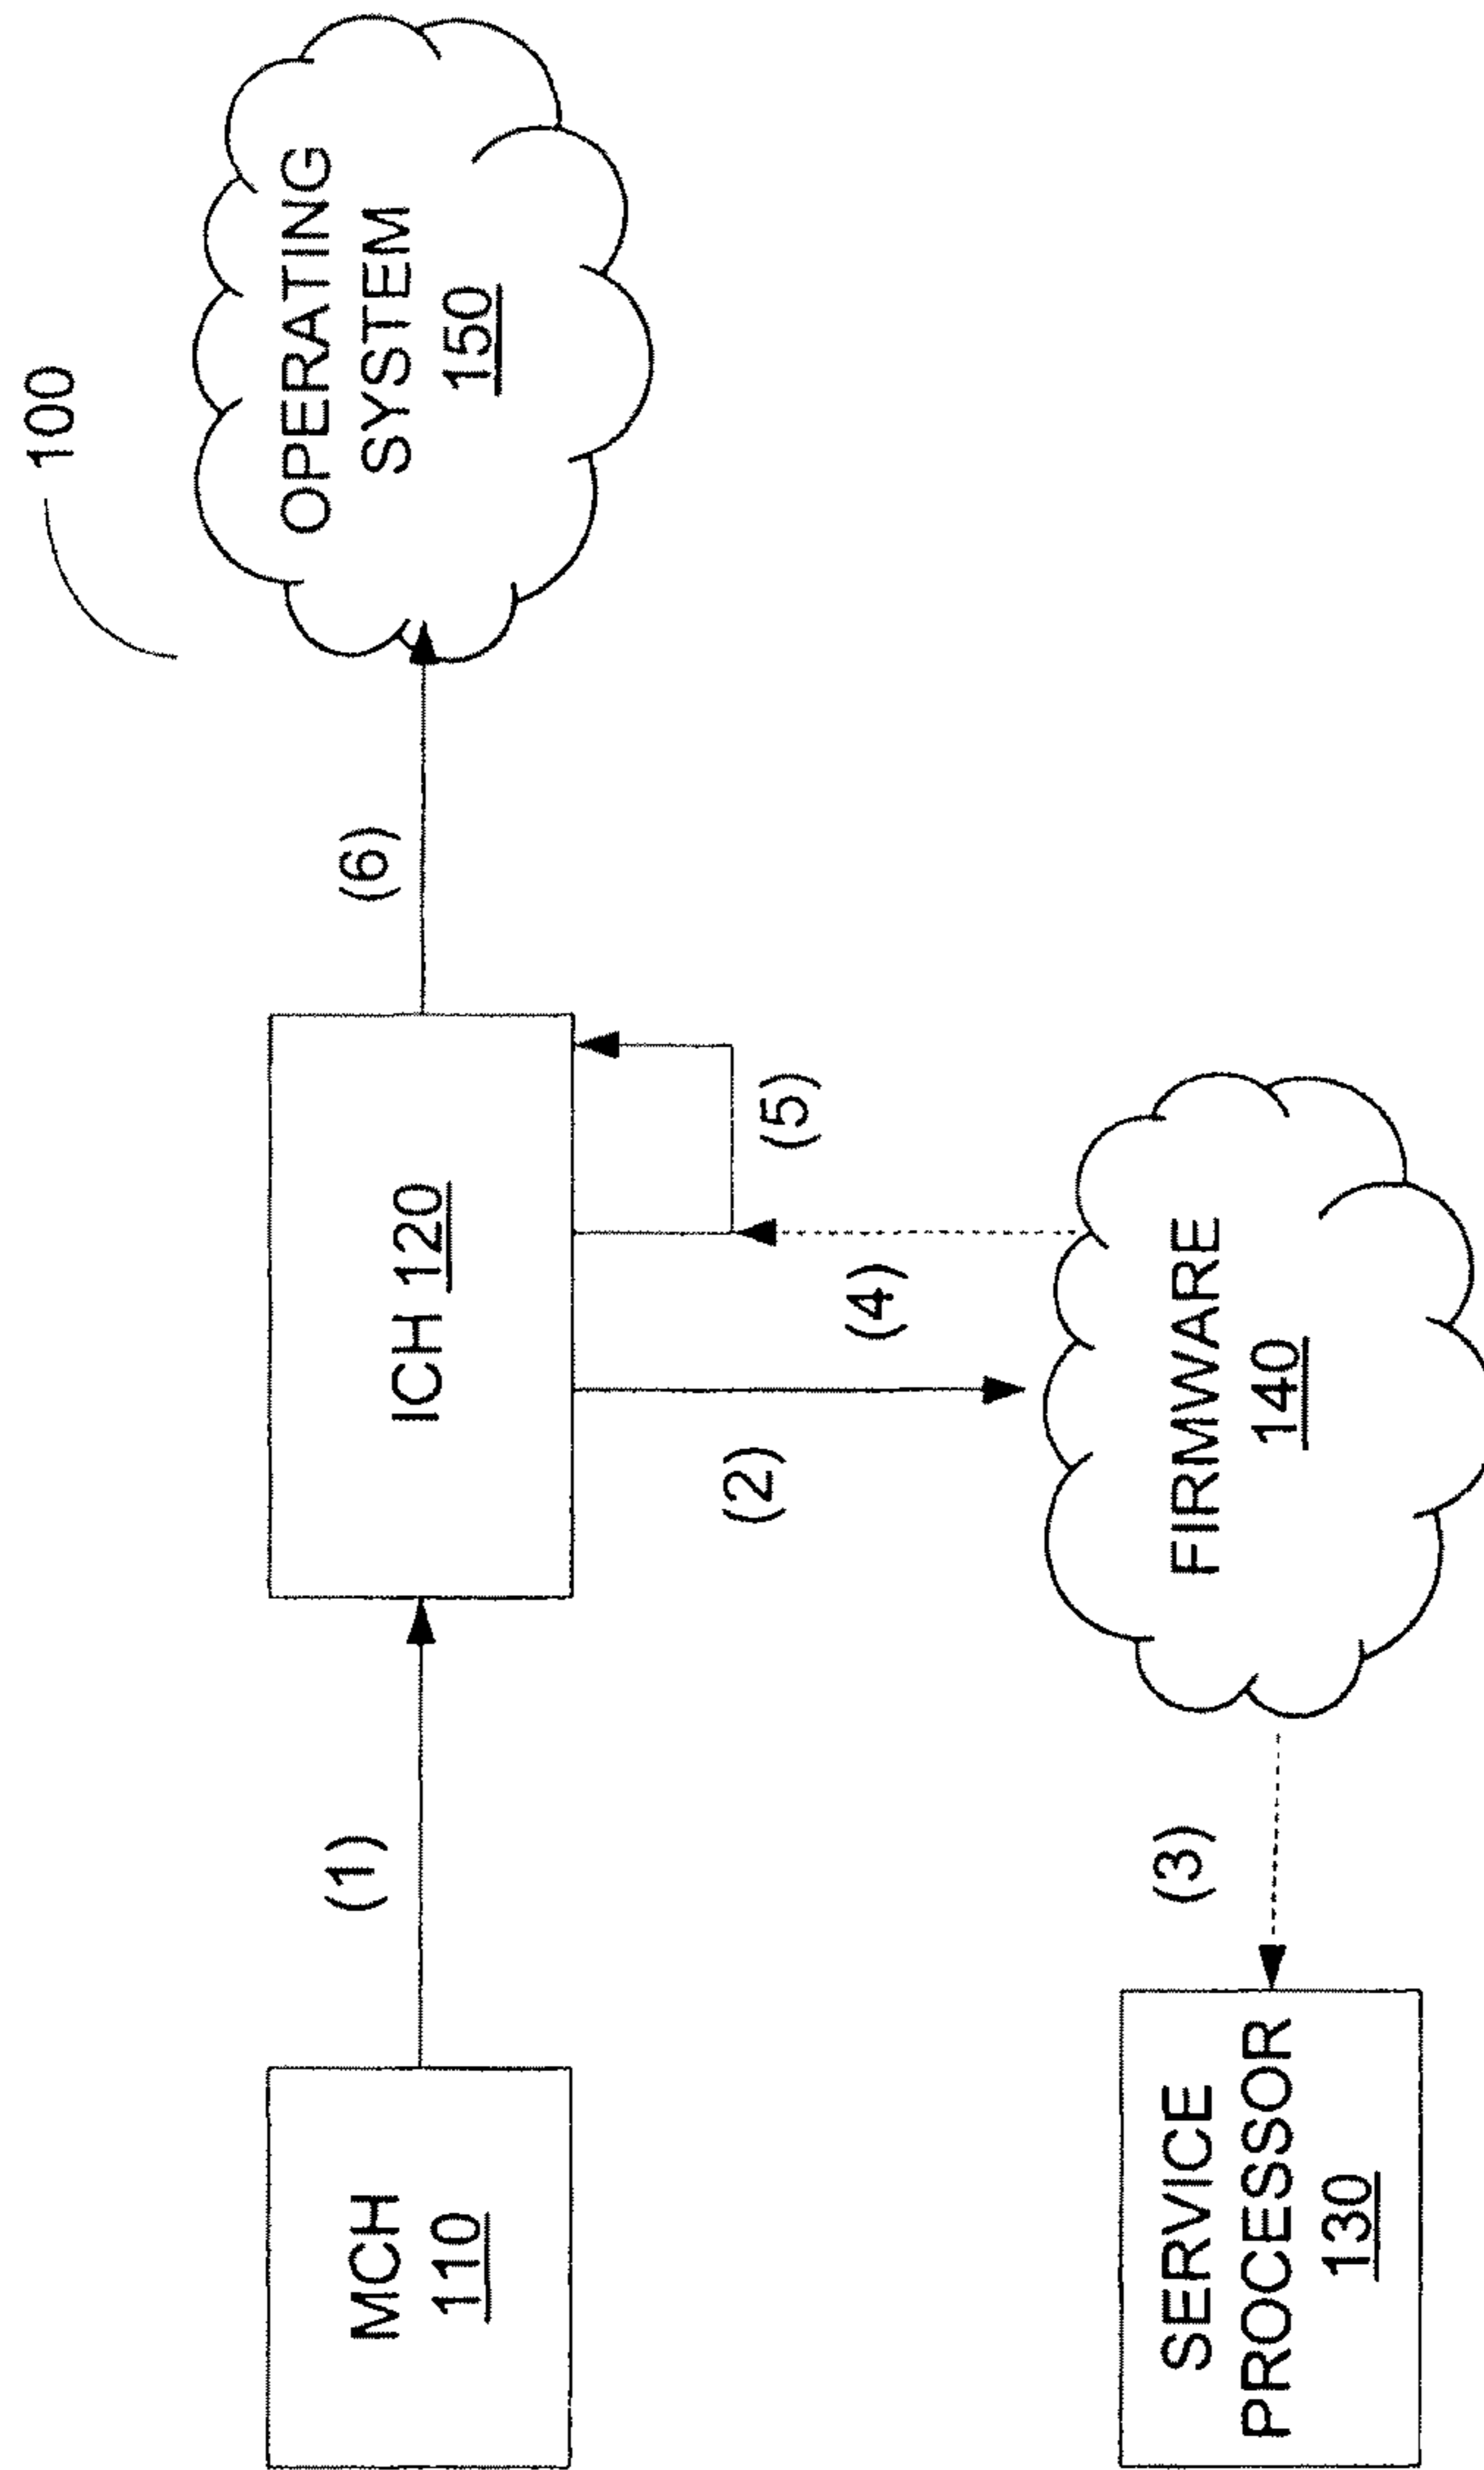 100
MCH
110
(1)
ICH 120
(6)
OPERATING
SYSTEM
150
(2)
(4)
(5)
SERVICE
PROCESSOR
130
(3)
FIRMWARE
140